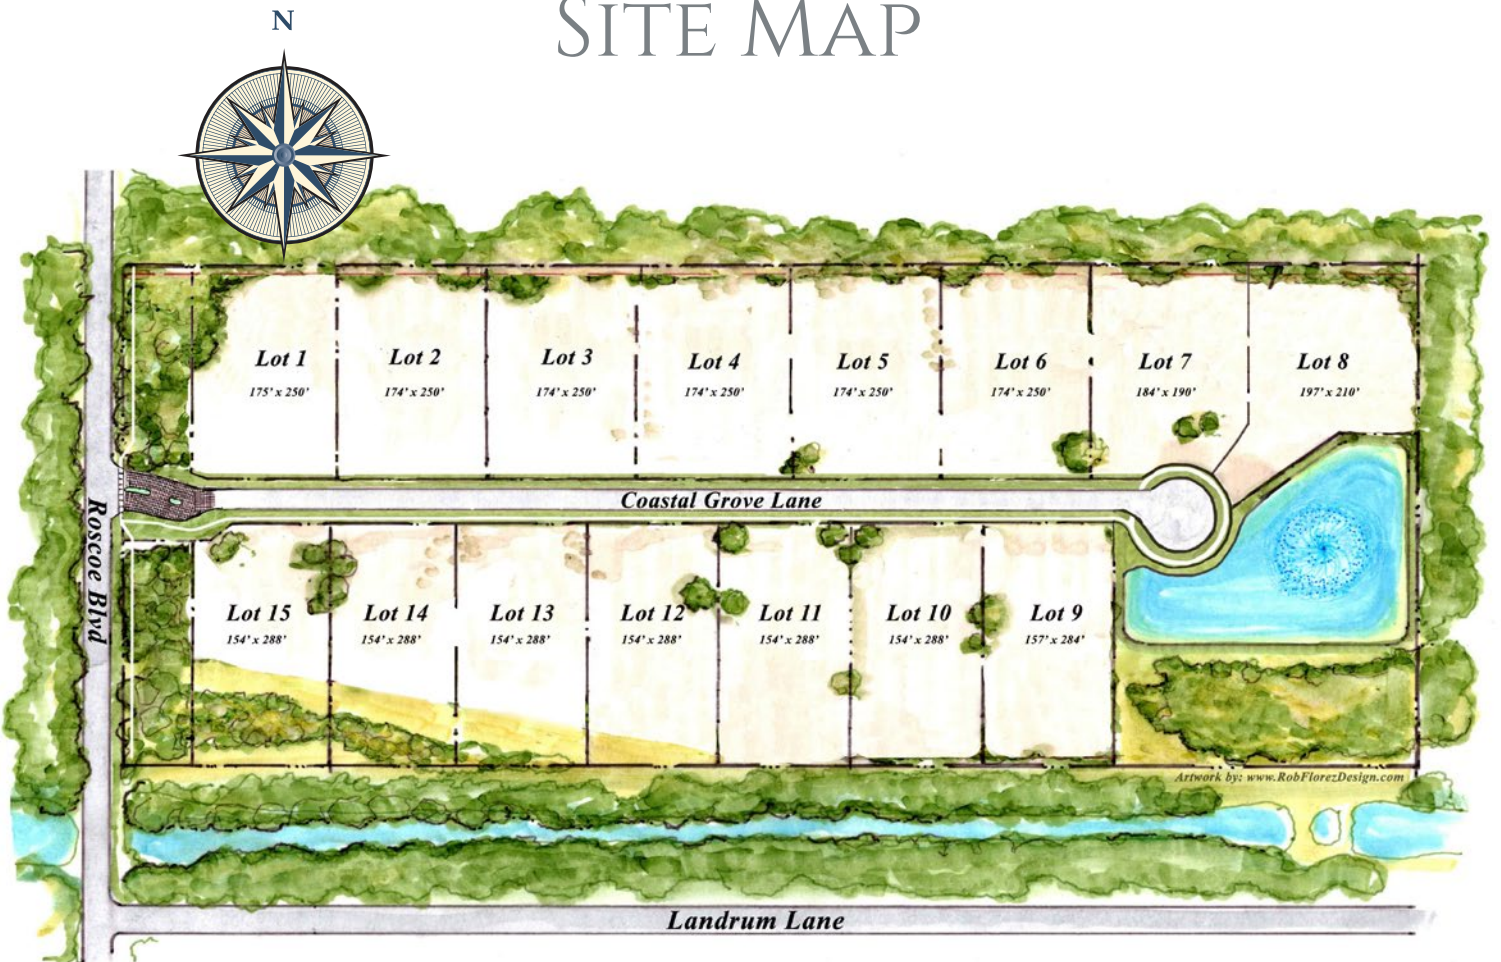 N
SITE MAP
Lot 1
175' x 250'
Lot 2
174' x 250'
Lot 3
174' x 250'
Lot 4
174' x 250'
Lot 5
174' x 250'
Lot 6
174' x 250'
Lot 7
184' x 190'
Lot 8
197' x 210'
Coastal Grove Lane
Roscoe Blvd
Lot 15
154' x 288'
Lot 14
154' x 288'
Lot 13
154' x 288'
Lot 12
154' x 288'
Lot 11
154' x 288'
Lot 10
154' x 288'
Lot 9
157' x 284'
Artwork by: www.RobFlorezDesign.com
Landrum Lane